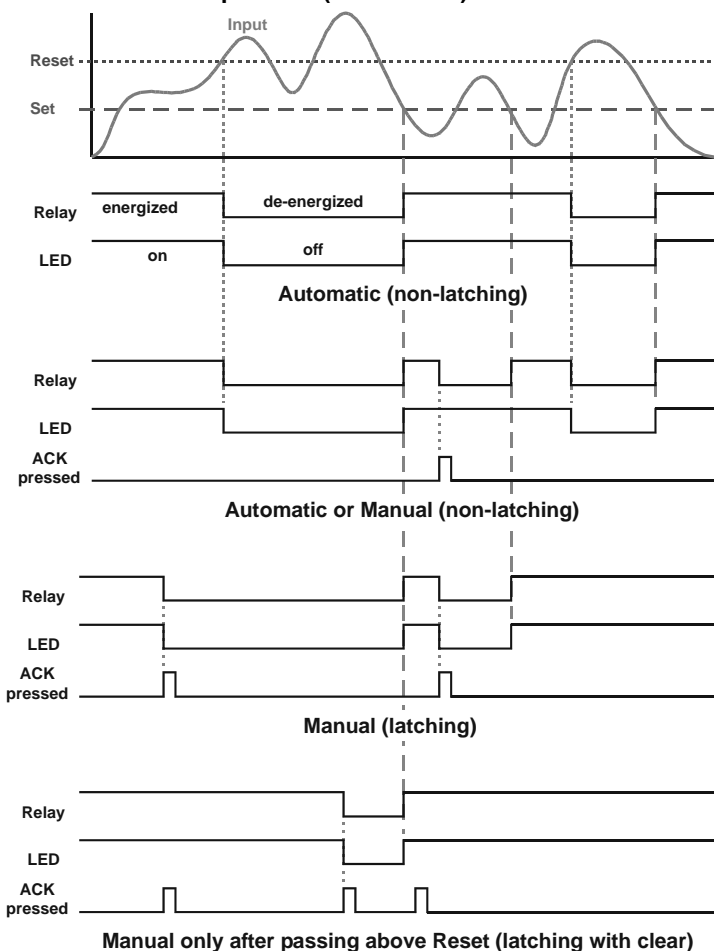 Input
Reset
Set
Relay energized de-energized
LED on off
Automatic (non-latching)
Relay
LED
ACK
pressed
Automatic or Manual (non-latching)
Relay
LED
ACK
pressed
Manual (latching)
Relay
LED
ACK
pressed
Manual only after passing above Reset (latching with clear)